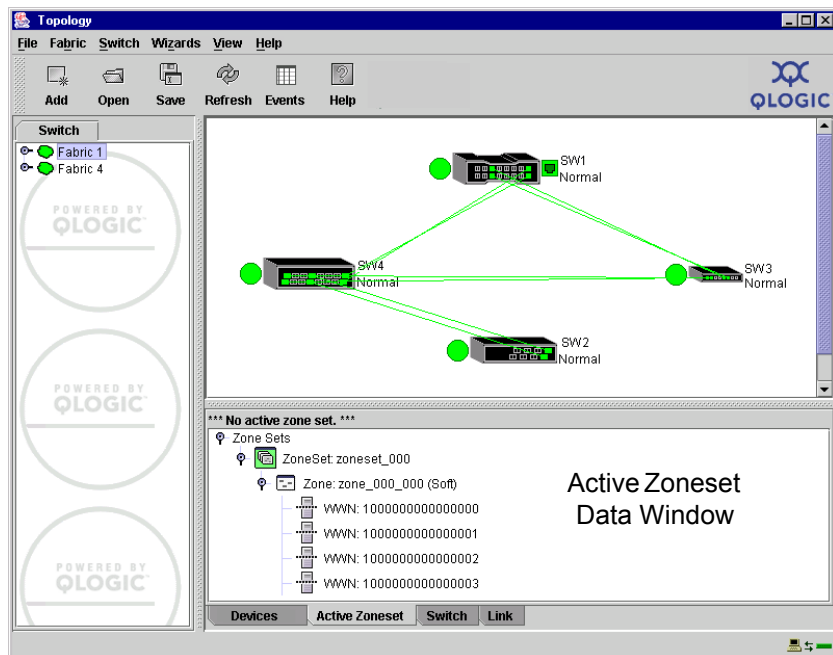 Topology
File Fabric Switch Wizards View Help
Add Open Save Refresh Events Help
QLOGIC
Switch
Fabric 1
Fabric 4
POWERED BY
QLOGIC™
POWERED BY
QLOGIC™
POWERED BY
QLOGIC™
SW1
Normal
SW4
Normal
SW3
Normal
SW2
Normal
*** No active zone set. ***
Zone Sets
ZoneSet: zoneset_000
Zone: zone_000_000 (Soft)
WWN: 1000000000000000
WWN: 1000000000000001
WWN: 1000000000000002
WWN: 1000000000000003
Active Zoneset
Data Window
Devices Active Zoneset Switch Link